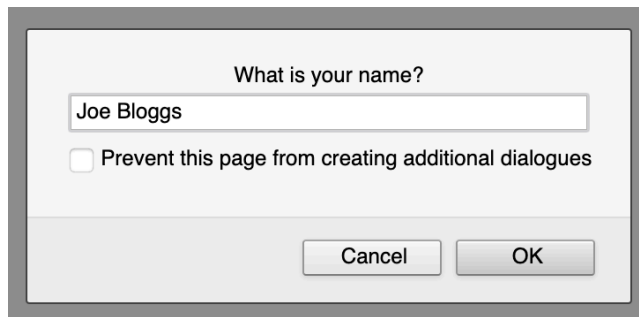 What is your name?
Joe Bloggs
Prevent this page from creating additional dialogues
Cancel OK